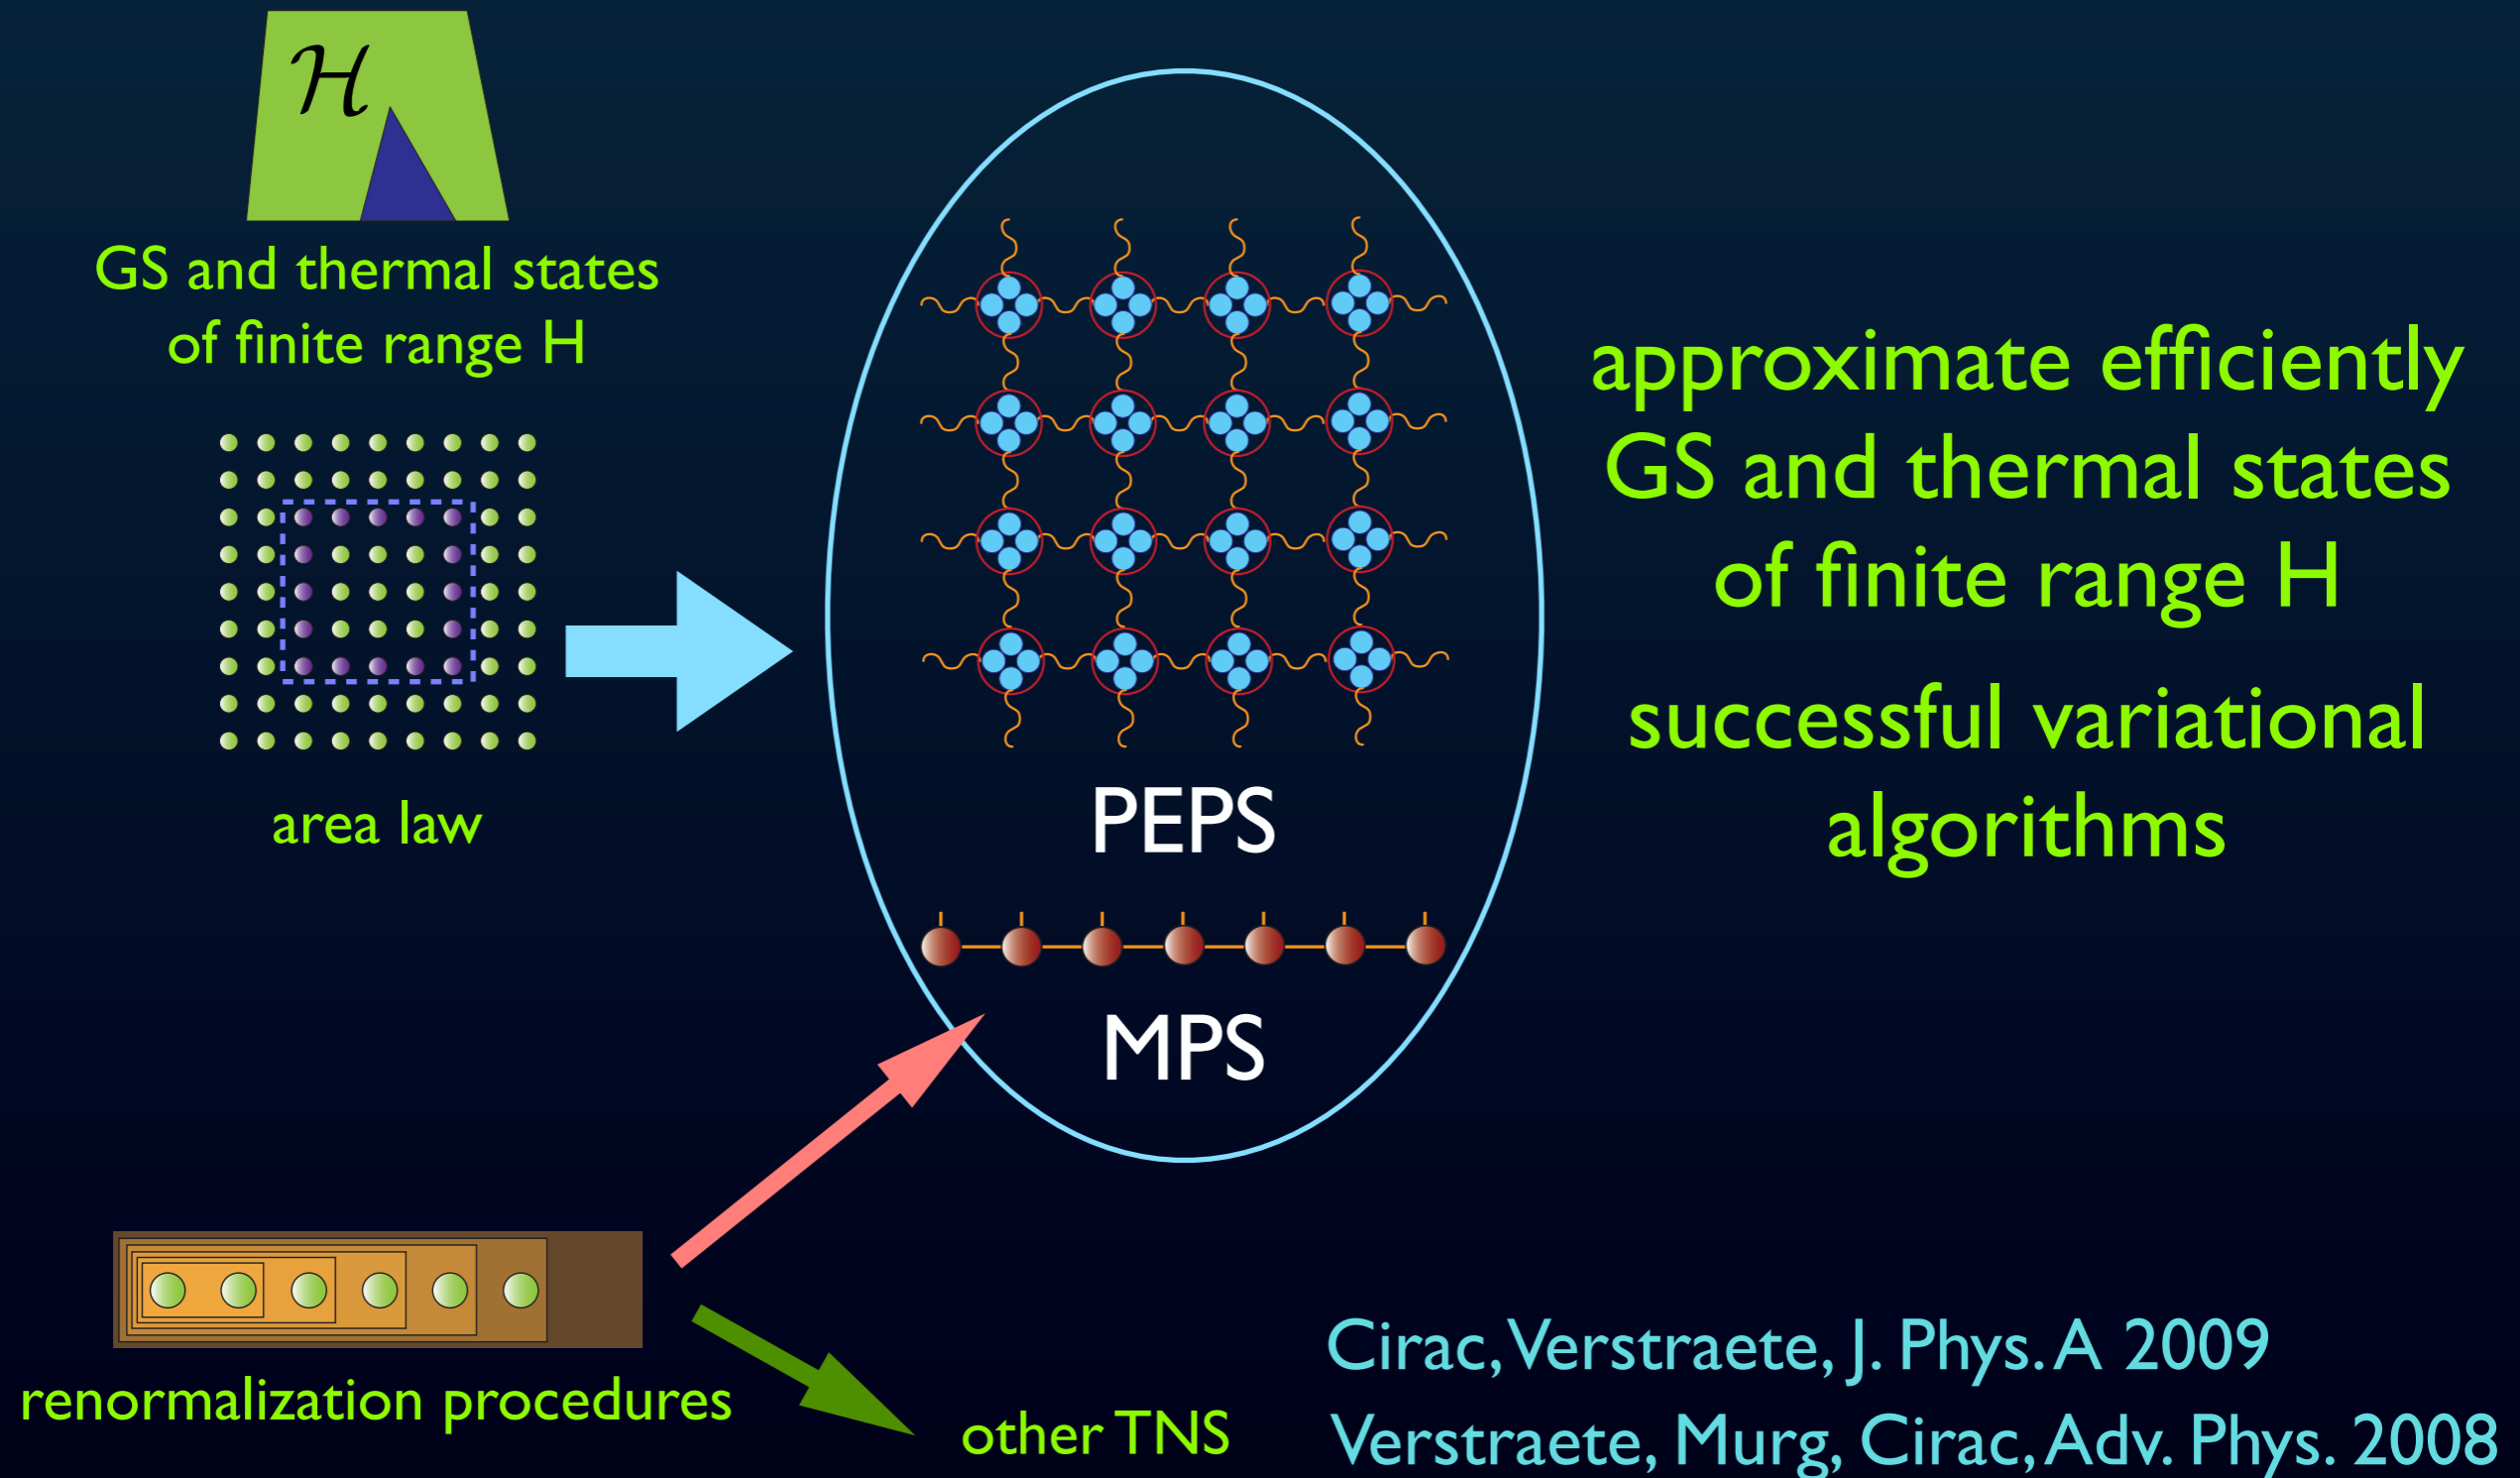 ℋ
GS and thermal states
of finite range H
area law
PEPS
MPS
approximate efficiently
GS and thermal states
of finite range H
successful variational
algorithms
renormalization procedures
other TNS
Cirac, Verstraete, J. Phys. A 2009
Verstraete, Murg, Cirac, Adv. Phys. 2008